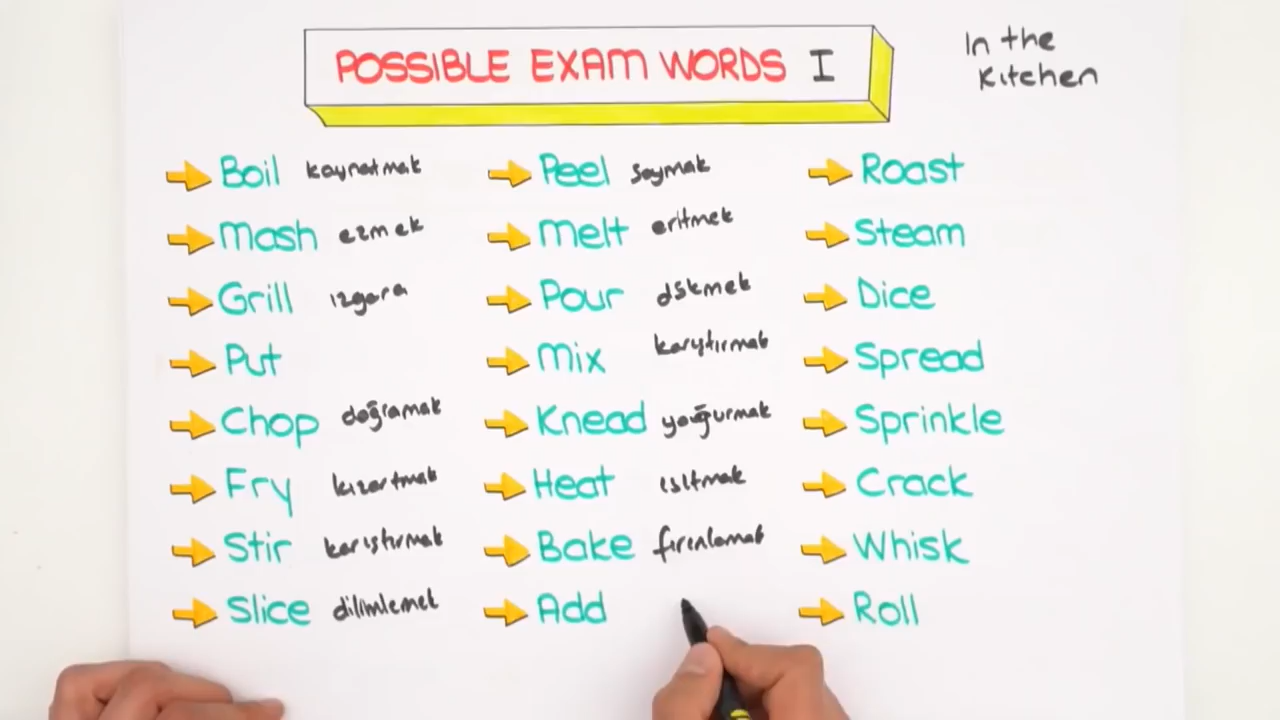 POSSIBLE EXAM WORDS I
In the
Kitchen
Boil kaynatmak
Mash ezmek
Grill ızgara
Put
Chop doğramak
Fry kızartmak
Stir karıştırmak
Slice dilimlemek
Peel soymak
Melt eritmek
Pour dökmek
Mix karıştırmak
Knead yoğurmak
Heat ısıtmak
Bake fırınlamak
Add
Roast
Steam
Dice
Spread
Sprinkle
Crack
Whisk
Roll